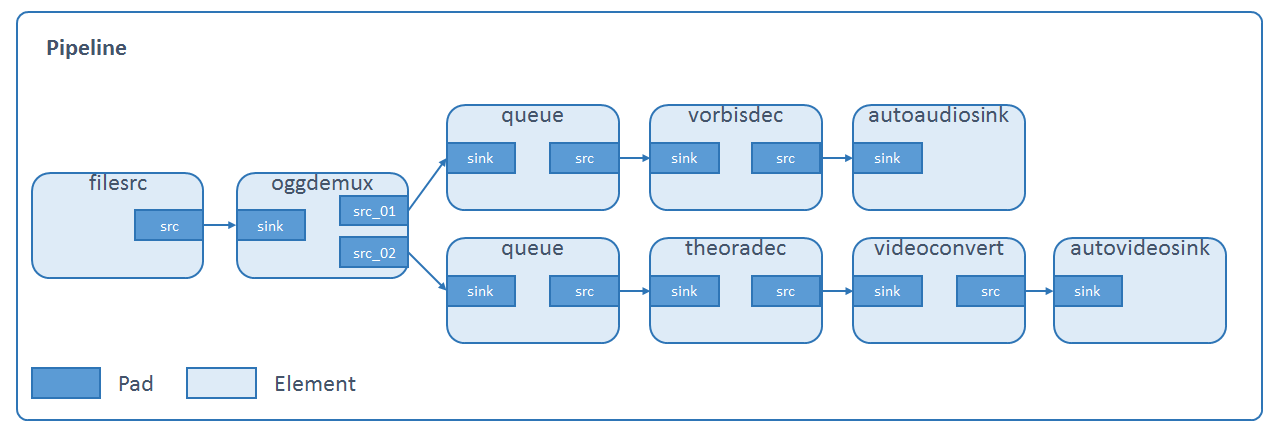 Pipeline
queue
vorbisdec
autoaudiosink
sink
src
sink
src
sink
filesrc
oggdemux
src
sink
src_01
src_02
queue
theoradec
videoconvert
autovideosink
sink
src
sink
src
sink
src
sink
Pad
Element